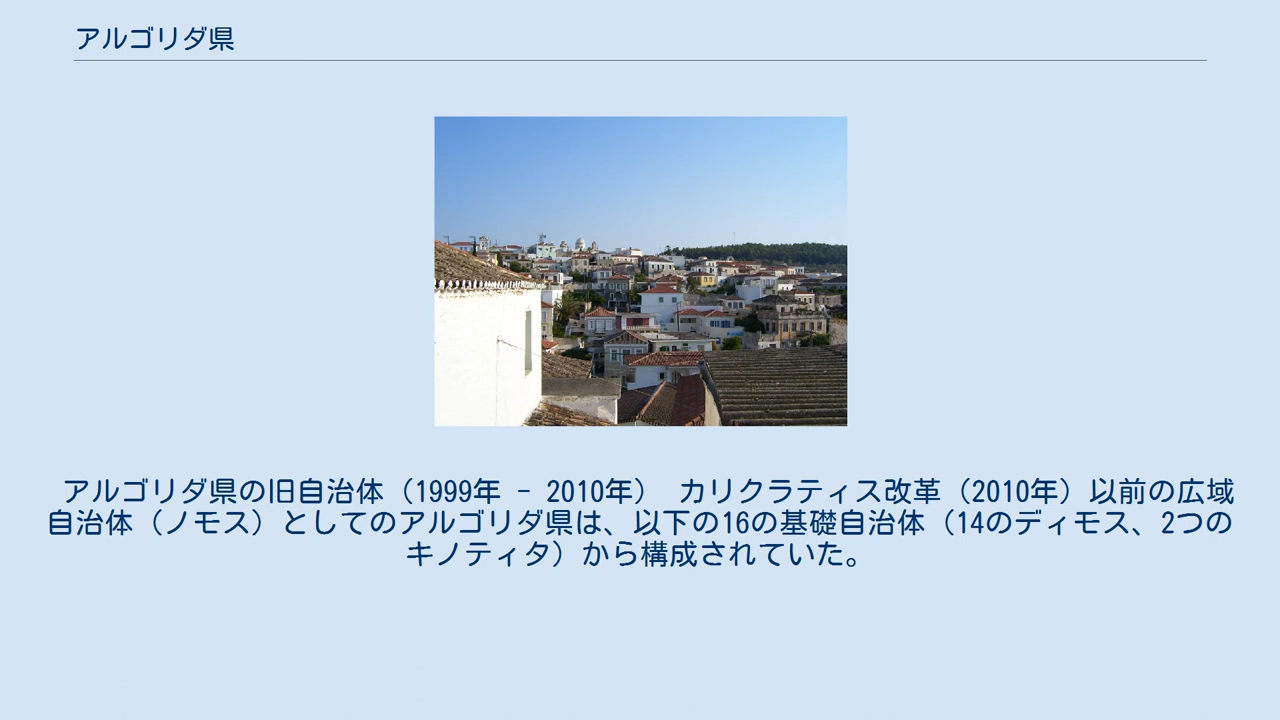 アルゴリダ県
アルゴリダ県の旧自治体（1999年 - 2010年） カリクラティス改革（2010年）以前の広域
自治体（ノモス）としてのアルゴリダ県は、以下の16の基礎自治体（14のディモス、2つの
キノティタ）から構成されていた。